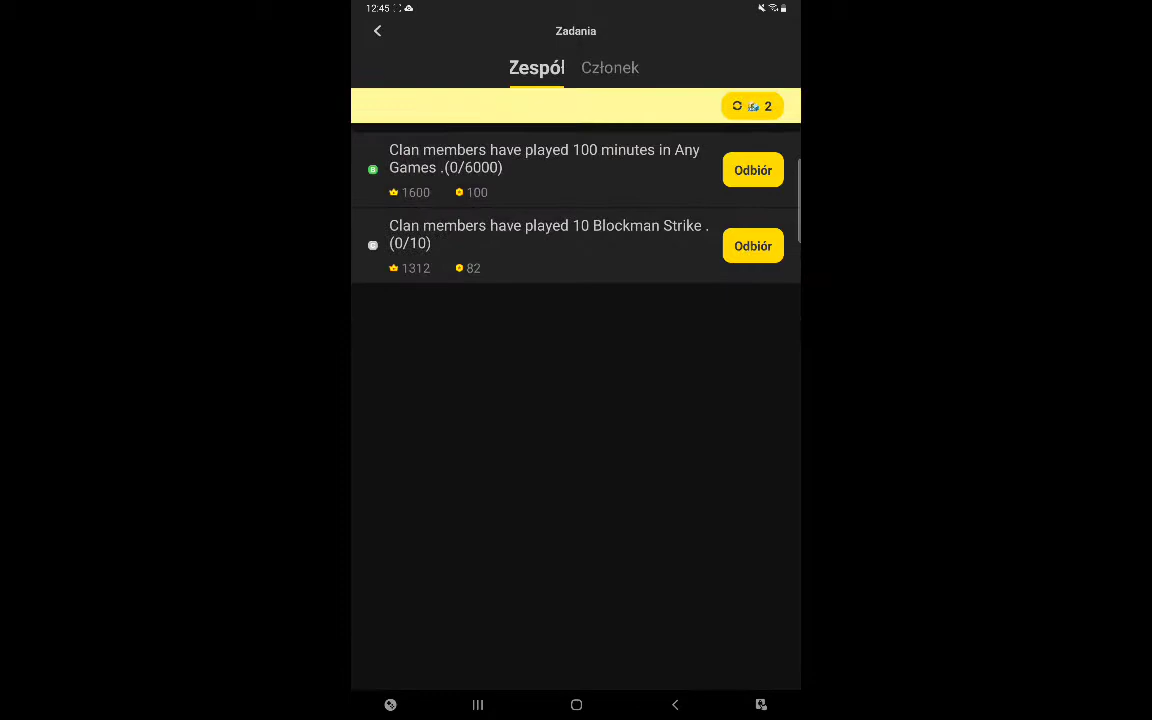 12:45
Zadania
Zespół Członek
2
Clan members have played 100 minutes in Any
Games .(0/6000)
Odbiór
1600 100
Clan members have played 10 Blockman Strike .
(0/10)
Odbiór
1312 82